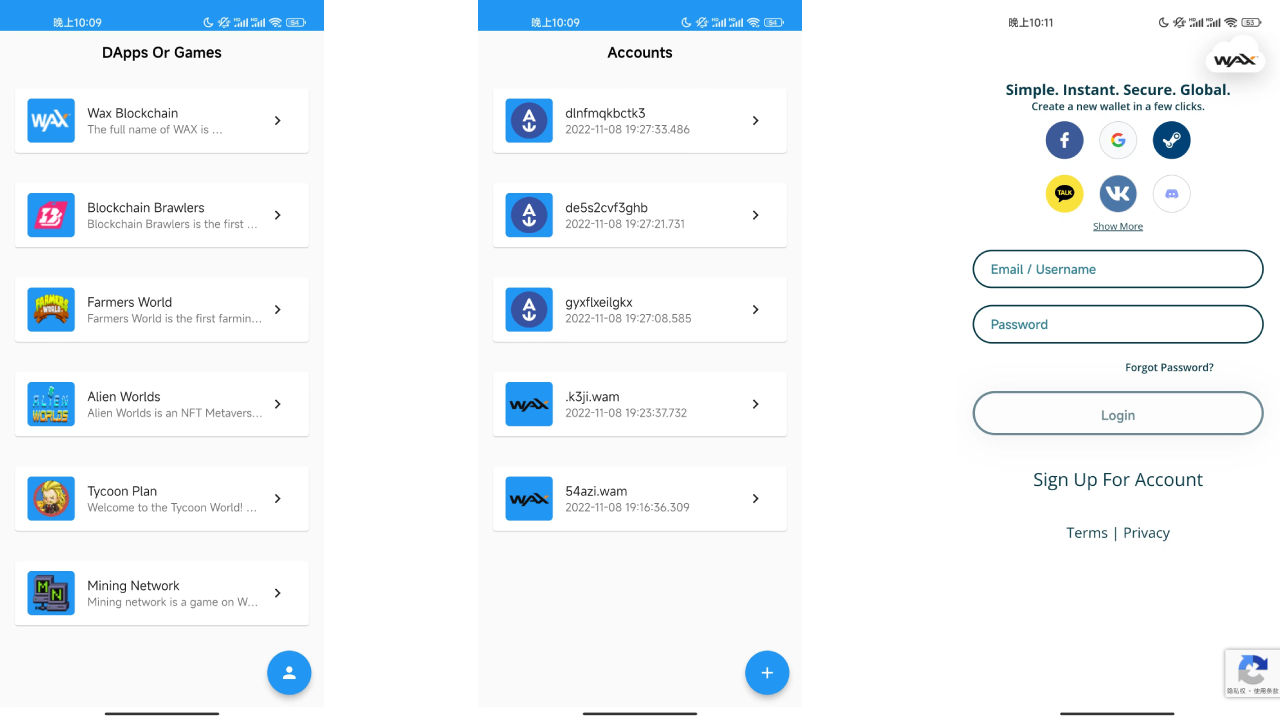 晚上10:09
54
DApps Or Games
WAX
Wax Blockchain
The full name of WAX is ...
Blockchain Brawlers
Blockchain Brawlers is the first ...
FARMERS
WORLD
Farmers World
Farmers World is the first farmin...
ALIEN
WORLDS
Alien Worlds
Alien Worlds is an NFT Metavers...
Tycoon Plan
Welcome to the Tycoon World! ...
M N
Mining Network
Mining network is a game on W...
晚上10:09
54
Accounts
dlnfmqkbctk3
2022-11-08 19:27:33.486
de5s2cvf3ghb
2022-11-08 19:27:21.731
gyxflxeilgkx
2022-11-08 19:27:08.585
WAX
.k3ji.wam
2022-11-08 19:23:37.732
WAX
54azi.wam
2022-11-08 19:16:36.309
晚上10:11
53
WAX
Simple. Instant. Secure. Global.
Create a new wallet in a few clicks.
TALK
Show More
Email / Username
Password
Forgot Password?
Login
Sign Up For Account
Terms | Privacy
隐私权 - 使用条款